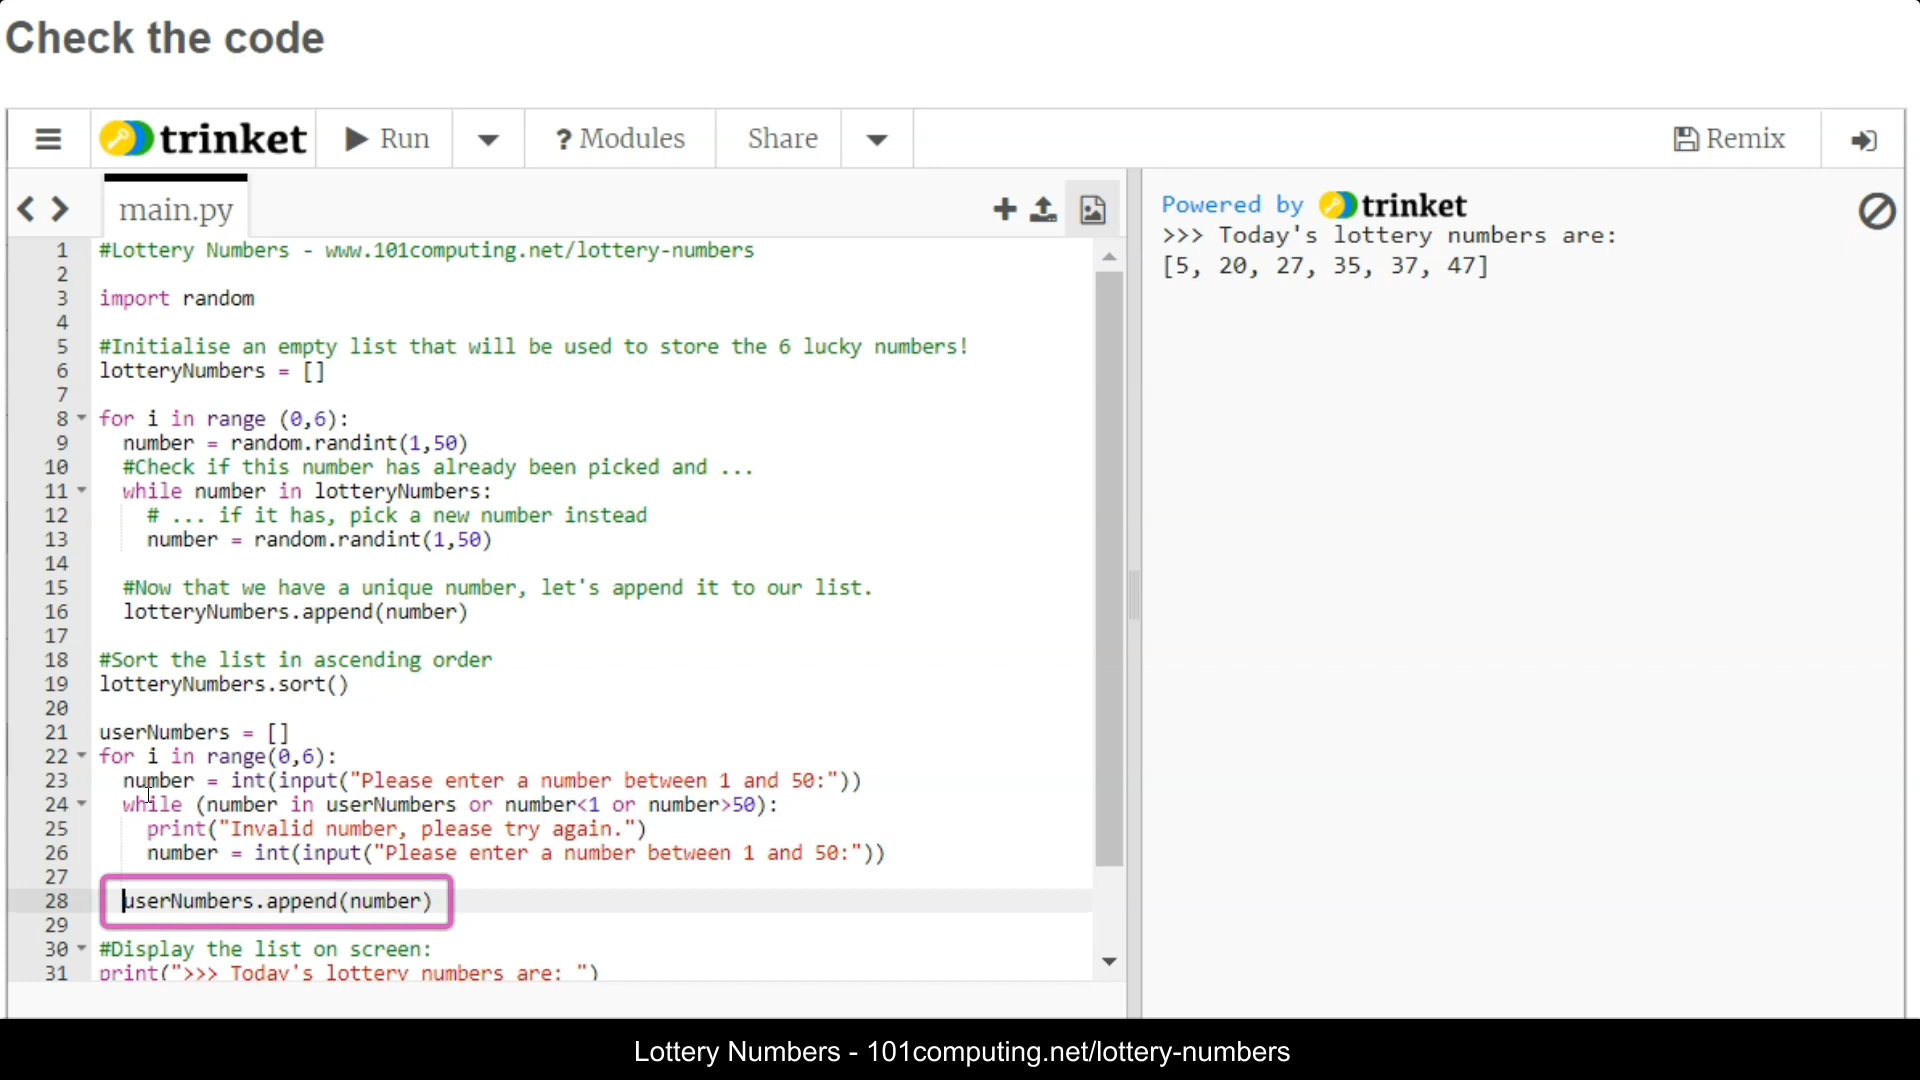 Check the code
trinket
Run
? Modules
Share
Remix
main.py
Powered by trinket
>>> Today's lottery numbers are:
[5, 20, 27, 35, 37, 47]
1 #Lottery Numbers - www.101computing.net/lottery-numbers
2
3 import random
4
5 #Initialise an empty list that will be used to store the 6 lucky numbers!
6 lotteryNumbers = []
7
8 for i in range (0,6):
9 number = random.randint(1,50)
10 #Check if this number has already been picked and ...
11 while number in lotteryNumbers:
12 # ... if it has, pick a new number instead
13 number = random.randint(1,50)
14
15 #Now that we have a unique number, let's append it to our list.
16 lotteryNumbers.append(number)
17
18 #Sort the list in ascending order
19 lotteryNumbers.sort()
20
21 userNumbers = []
22 for i in range(0,6):
23 number = int(input("Please enter a number between 1 and 50:"))
24 while (number in userNumbers or number<1 or number>50):
25 print("Invalid number, please try again.")
26 number = int(input("Please enter a number between 1 and 50:"))
27
28 userNumbers.append(number)
29
30 #Display the list on screen:
31 print(">>> Today's lottery numbers are: ")
Lottery Numbers - 101computing.net/lottery-numbers